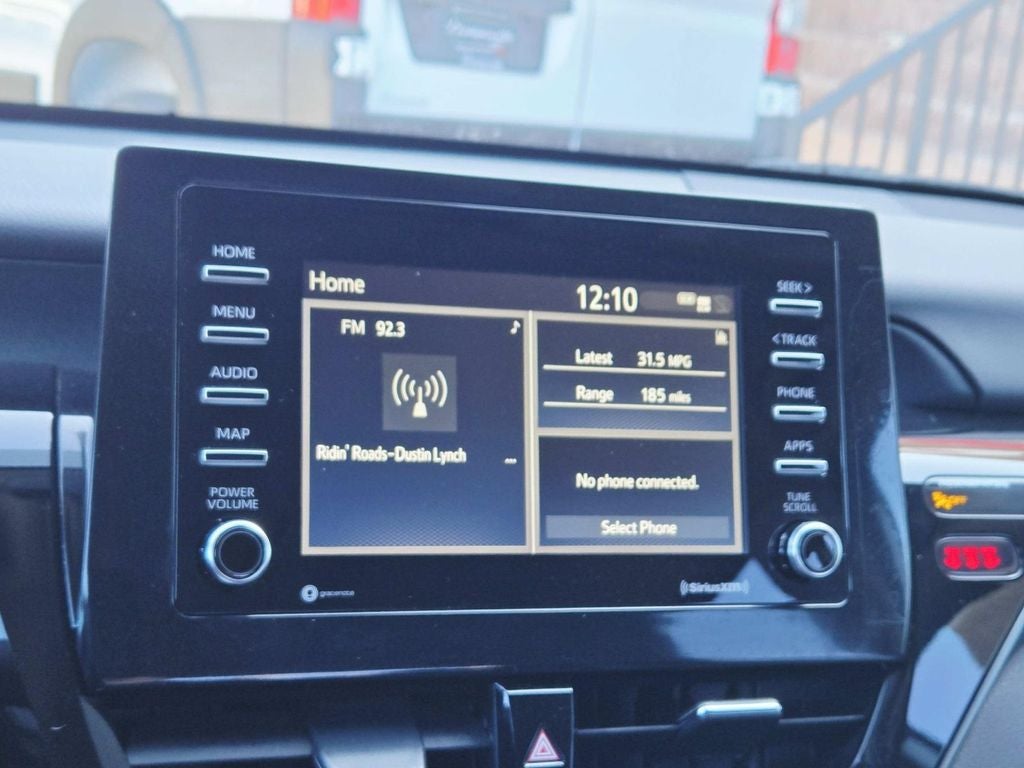 HOME
MENU
AUDIO
MAP
POWER
VOLUME
Home
12:10
FM 92.3
Ridin' Roads-Dustin Lynch
...
Latest 31.5 MPG
Range 185 miles
No phone connected.
Select Phone
SEEK >
< TRACK
PHONE
APPS
TUNE
SCROLL
gracenote
SiriusXM
OFF